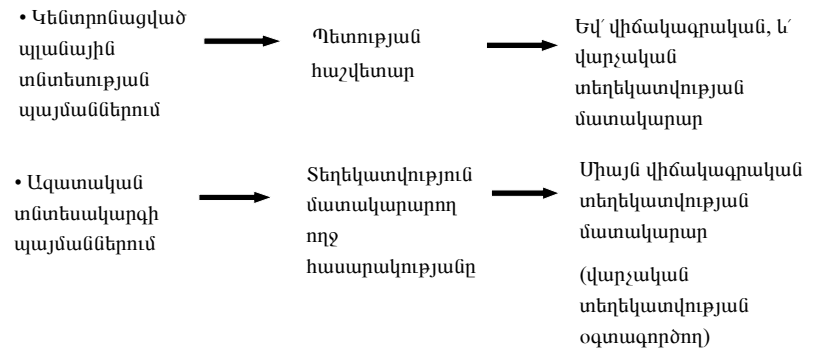 • Կենտրոնացված
պլանային
տնտեսության
պայմաններում
Պետության
հաշվետար
Եվ՛ վիճակագրական, և՛
վարչական
տեղեկատվության
մատակարար
• Ազատական
տնտեսակարգի
պայմաններում
Տեղեկատվություն
մատակարարող
ողջ
հասարակությանը
Միայն վիճակագրական
տեղեկատվության
մատակարար
(վարչական
տեղեկատվության
օգտագործող)